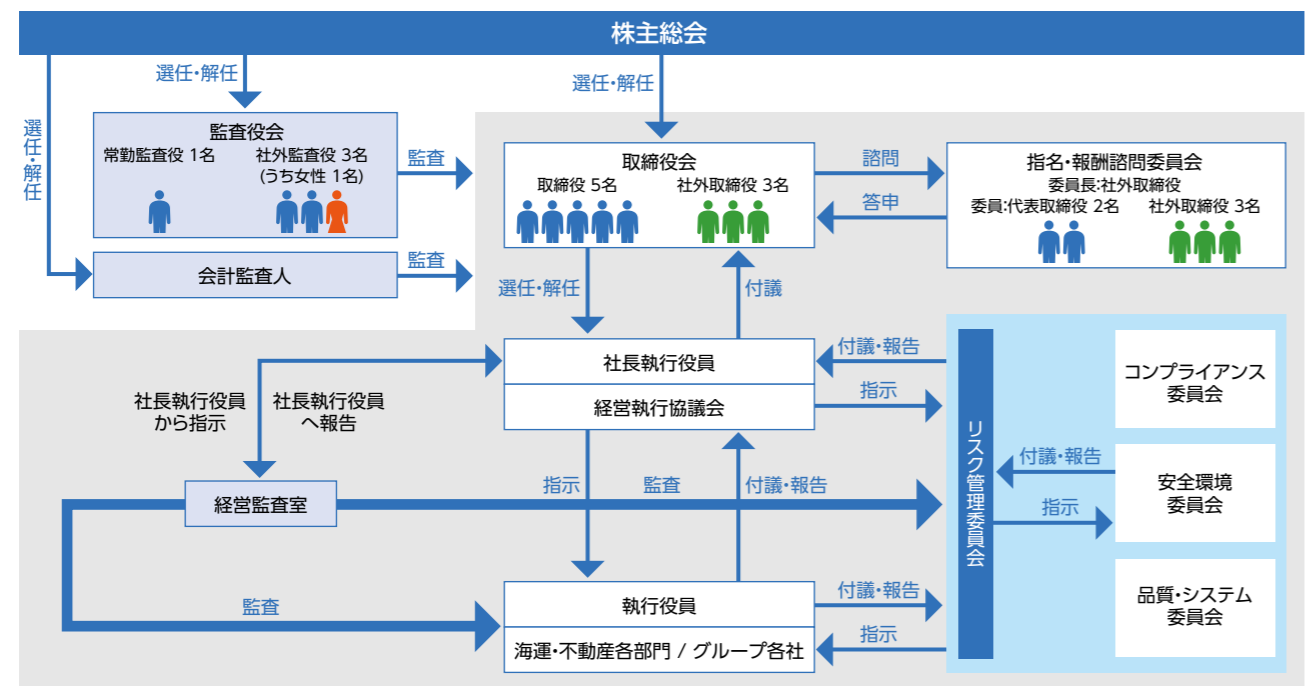 株主総会
選任・解任
選任・解任
選任・解任
監査役会
常勤監査役 1名
社外監査役 3名
(うち女性 1名)
監査
会計監査人
監査
取締役会
取締役 5名
社外取締役 3名
諮問
答申
指名・報酬諮問委員会
委員長:社外取締役
委員:代表取締役 2名
社外取締役 3名
選任・解任
付議
社長執行役員
経営執行協議会
付議・報告
指示
社長執行役員
から指示
社長執行役員
へ報告
経営監査室
指示
監査
付議・報告
監査
執行役員
海運・不動産各部門 / グループ各社
付議・報告
指示
リスク管理委員会
付議・報告
指示
コンプライアンス
委員会
安全環境
委員会
品質・システム
委員会